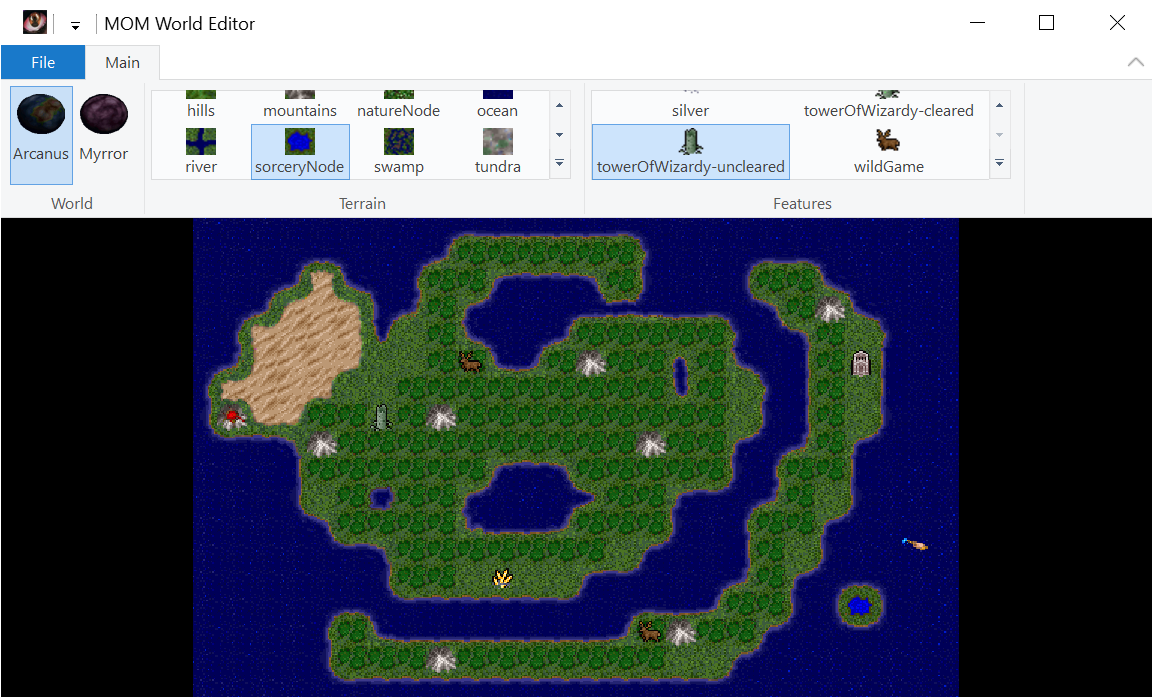 MOM World Editor
File Main
Arcanus Myrror
World
hills mountains natureNode ocean
river sorceryNode swamp tundra
Terrain
silver towerOfWizardy-cleared
towerOfWizardy-uncleared wildGame
Features